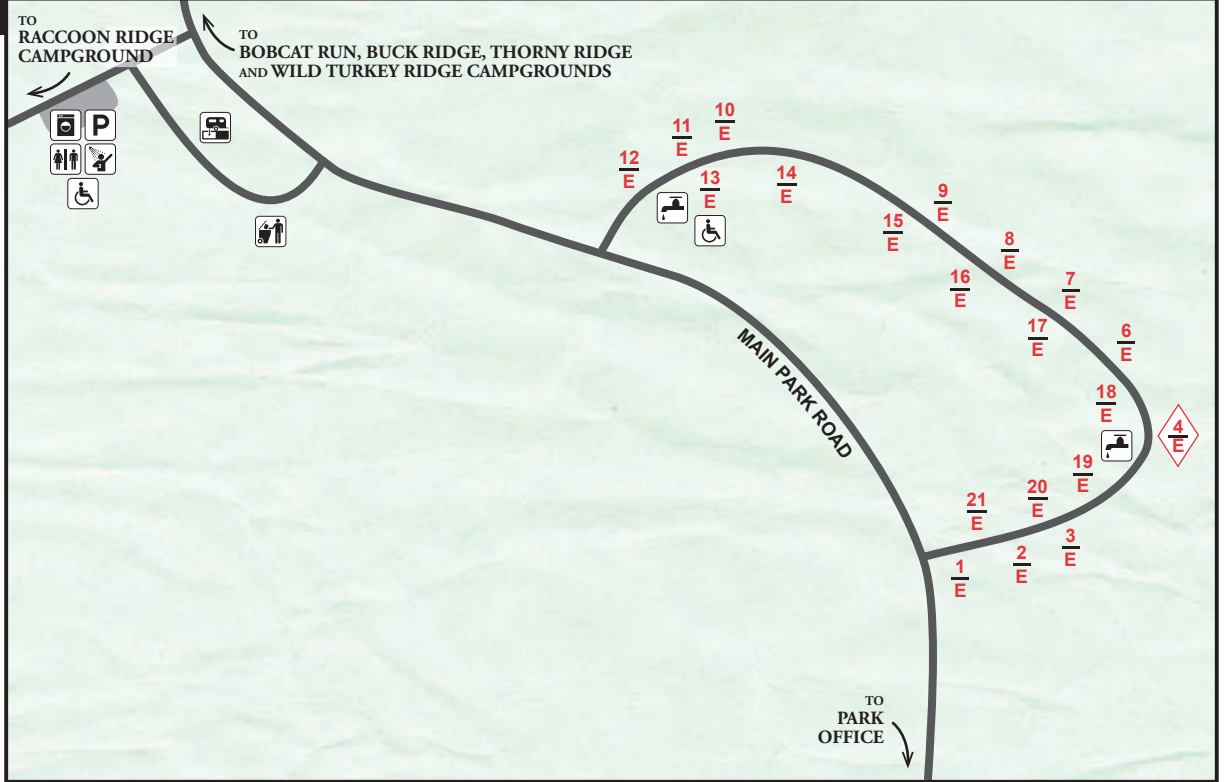 TO
RACCOON RIDGE
CAMPGROUND
TO
BOBCAT RUN, BUCK RIDGE, THORNY RIDGE
AND WILD TURKEY RIDGE CAMPGROUNDS
P
10
E
11
E
12
E
13
E
14
E
9
E
15
E
8
E
16
E
7
E
17
E
6
E
MAIN PARK ROAD
18
E
4
E
19
E
20
E
21
E
3
E
2
E
1
E
TO
PARK
OFFICE